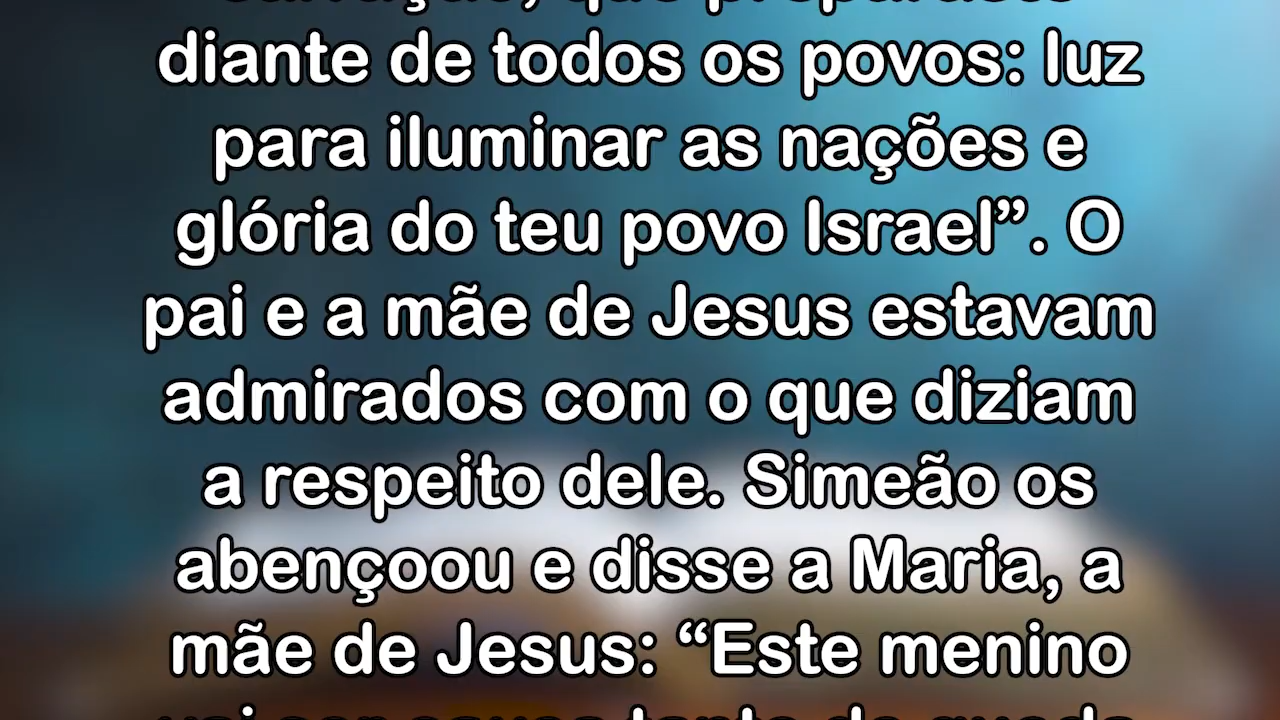 diante de todos os povos: luz
para iluminar as nações e
glória do teu povo Israel”. O
pai e a mãe de Jesus estavam
admirados com o que diziam
a respeito dele. Simeão os
abençoou e disse a Maria, a
mãe de Jesus: “Este menino